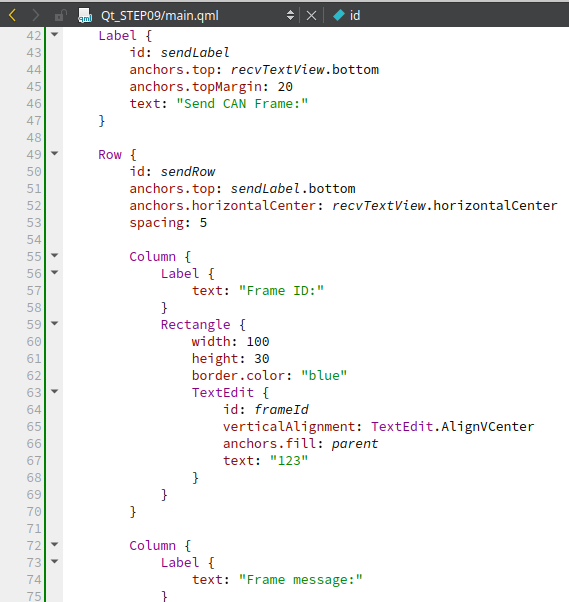 Qt_STEP09/main.qml id
42 Label {
43 id: sendLabel
44 anchors.top: recvTextView.bottom
45 anchors.topMargin: 20
46 text: "Send CAN Frame:"
47 }
48
49 Row {
50 id: sendRow
51 anchors.top: sendLabel.bottom
52 anchors.horizontalCenter: recvTextView.horizontalCenter
53 spacing: 5
54
55 Column {
56 Label {
57 text: "Frame ID:"
58 }
59 Rectangle {
60 width: 100
61 height: 30
62 border.color: "blue"
63 TextEdit {
64 id: frameId
65 verticalAlignment: TextEdit.AlignVCenter
66 anchors.fill: parent
67 text: "123"
68 }
69 }
70 }
71
72 Column {
73 Label {
74 text: "Frame message:"
75 }